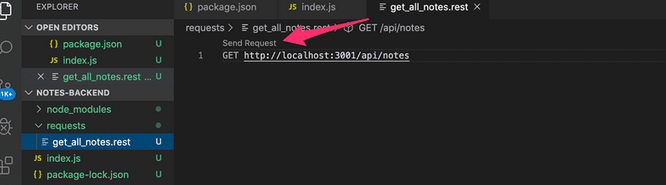 EXPLORER
OPEN EDITORS
package.json U
JS index.js U
get_all_notes.rest ... U
NOTES-BACKEND
node_modules
requests
get_all_notes.rest U
JS index.js U
package-lock.json U
1K+
{} package.json
JS index.js
get_all_notes.rest
requests > get_all_notes.rest > GET /api/notes
Send Request
1 GET http://localhost:3001/api/notes